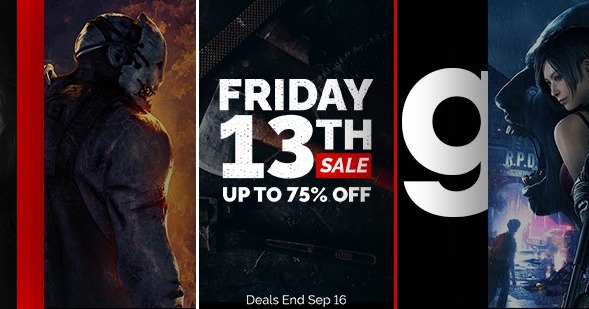 FRIDAY
13TH
SALE
UP TO 75% OFF
Deals End Sep 16
g
R.P.D.